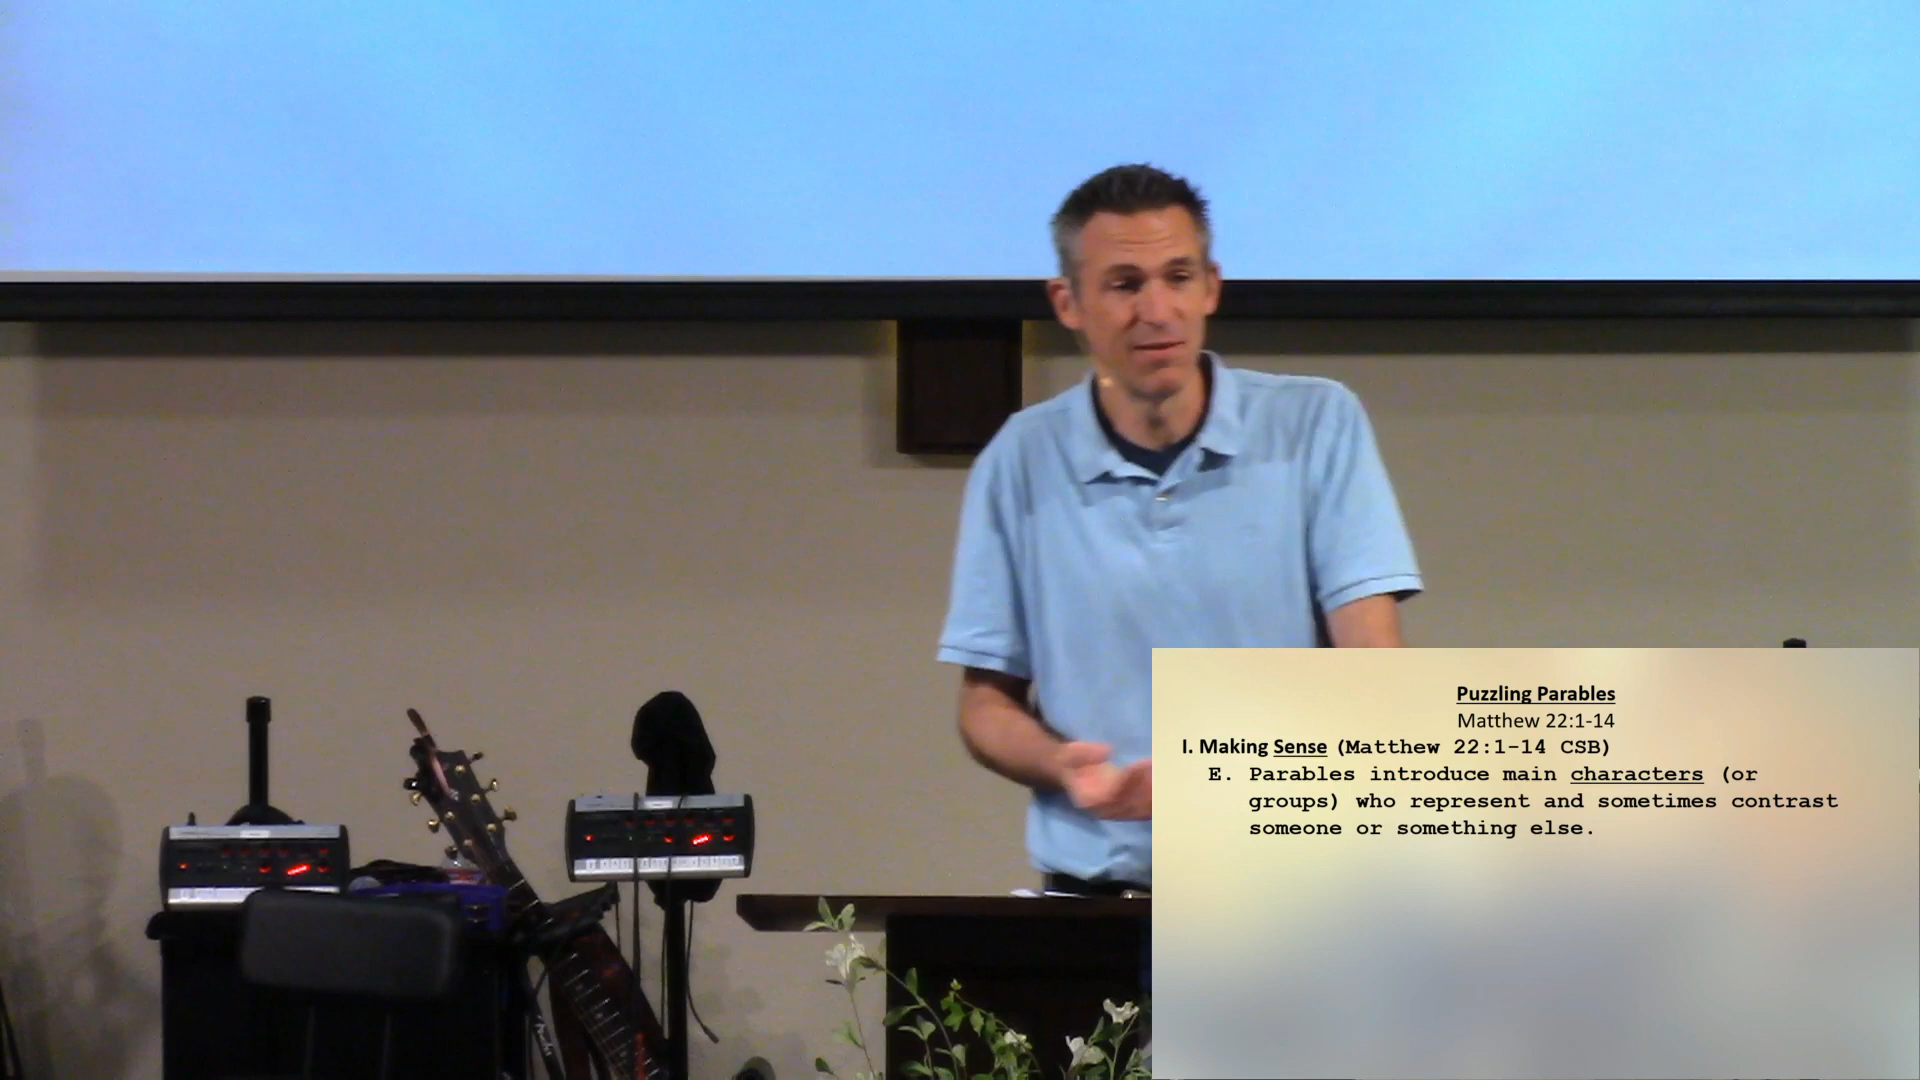 Puzzling Parables
Matthew 22:1-14
I. Making Sense (Matthew 22:1-14 CSB)
E. Parables introduce main characters (or
groups) who represent and sometimes contrast
someone or something else.